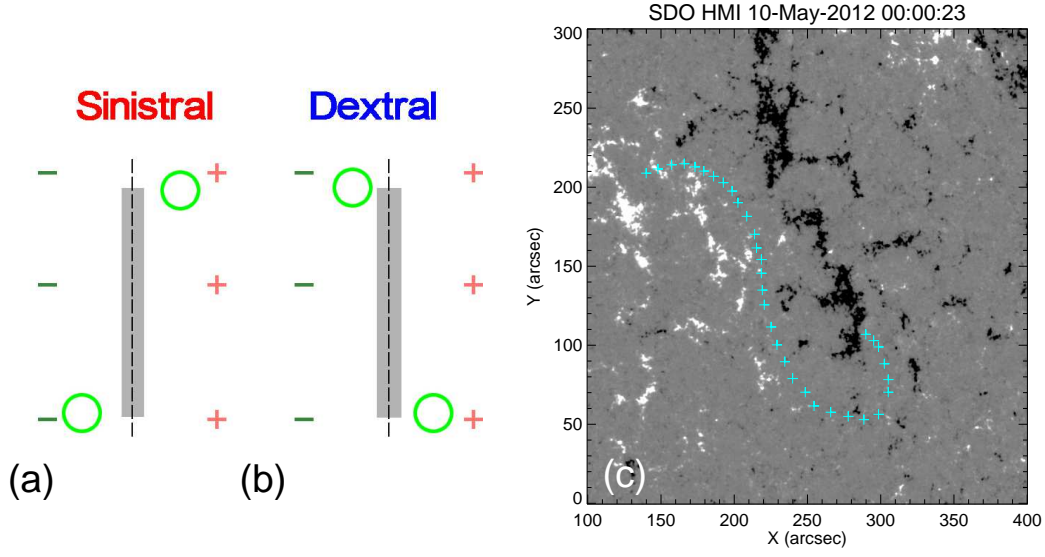 SDO HMI 10-May-2012 00:00:23
Sinistral
Dextral
− +
− +
− +
− +
− +
− +
(a)
(b)
(c)
300
250
200
150
100
50
0
Y (arcsec)
100 150 200 250 300 350 400
X (arcsec)